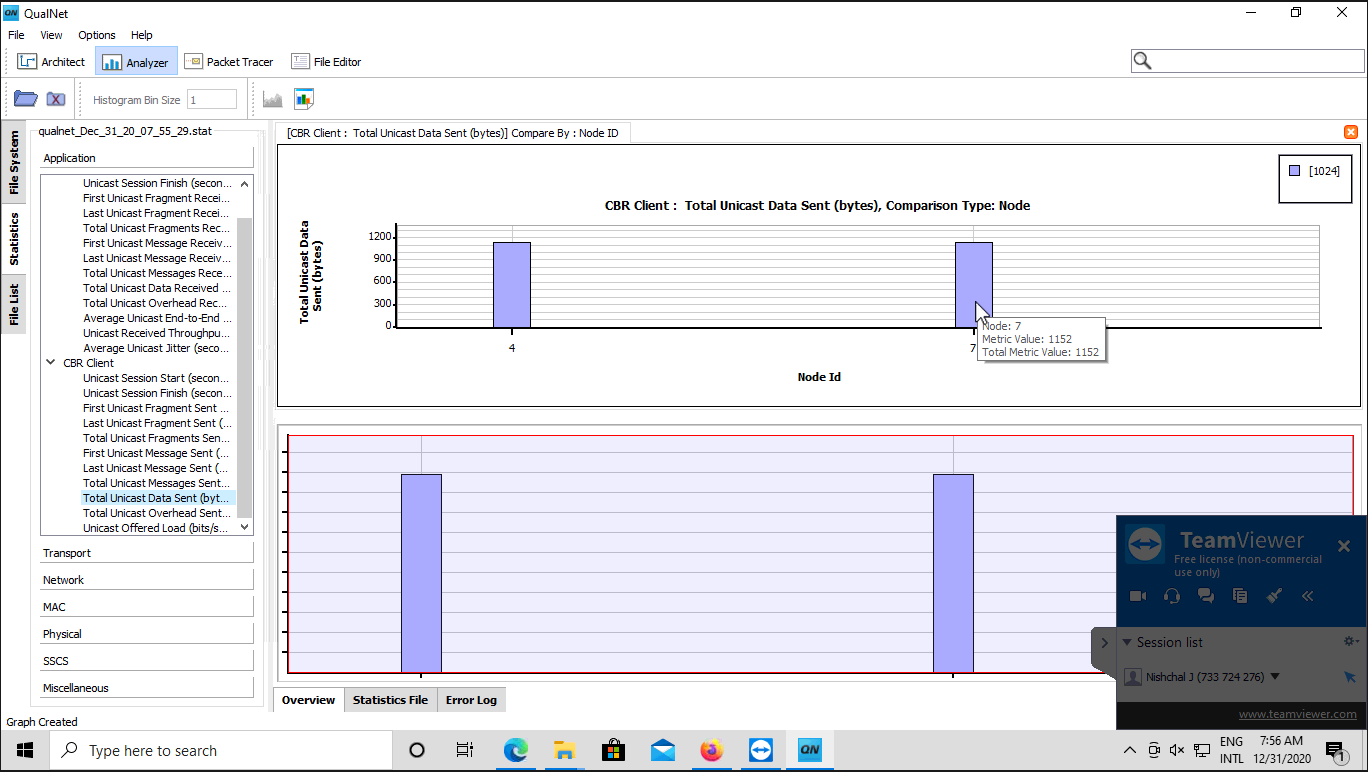 QN QualNet
File View Options Help
Architect Analyzer Packet Tracer File Editor
Histogram Bin Size 1
File System
Statistics
File List
qualnet_Dec_31_20_07_55_29.stat
Application
Unicast Session Finish (secon...
First Unicast Fragment Recei...
Last Unicast Fragment Recei...
Total Unicast Fragments Rec...
First Unicast Message Receiv...
Last Unicast Message Receiv...
Total Unicast Messages Rece...
Total Unicast Data Received ...
Total Unicast Overhead Rec...
Average Unicast End-to-End ...
Unicast Received Throughpu...
Average Unicast Jitter (seco...
CBR Client
Unicast Session Start (secon...
Unicast Session Finish (secon...
First Unicast Fragment Sent ...
Last Unicast Fragment Sent (...
Total Unicast Fragments Sen...
First Unicast Message Sent (...
Last Unicast Message Sent (...
Total Unicast Messages Sent...
Total Unicast Data Sent (byt...
Total Unicast Overhead Sent...
Unicast Offered Load (bits/s...
Transport
Network
MAC
Physical
SSCS
Miscellaneous
Graph Created
[CBR Client : Total Unicast Data Sent (bytes)] Compare By : Node ID
[1024]
CBR Client : Total Unicast Data Sent (bytes), Comparison Type: Node
Total Unicast Data
Sent (bytes)
1200
900
600
300
0
4 7
Node Id
Node: 7
Metric Value: 1152
Total Metric Value: 1152
Overview Statistics File Error Log
TeamViewer
Free license (non-commercial
use only)
Session list
Nishchal J (733 724 276)
www.teamviewer.com
Type here to search
QN
ENG
INTL
7:56 AM
12/31/2020
1